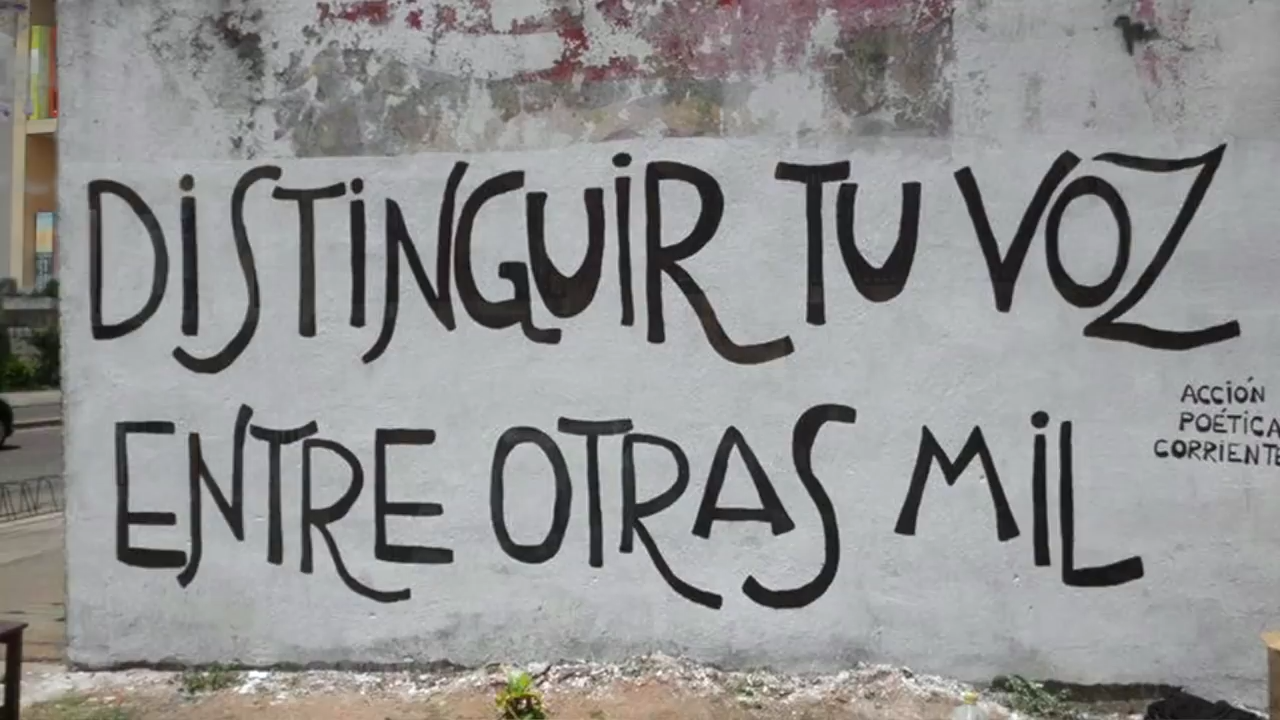 DISTINGUIR TU VOZ
ENTRE OTRAS MIL
ACCIÓN
POÉTICA
CORRIENTE